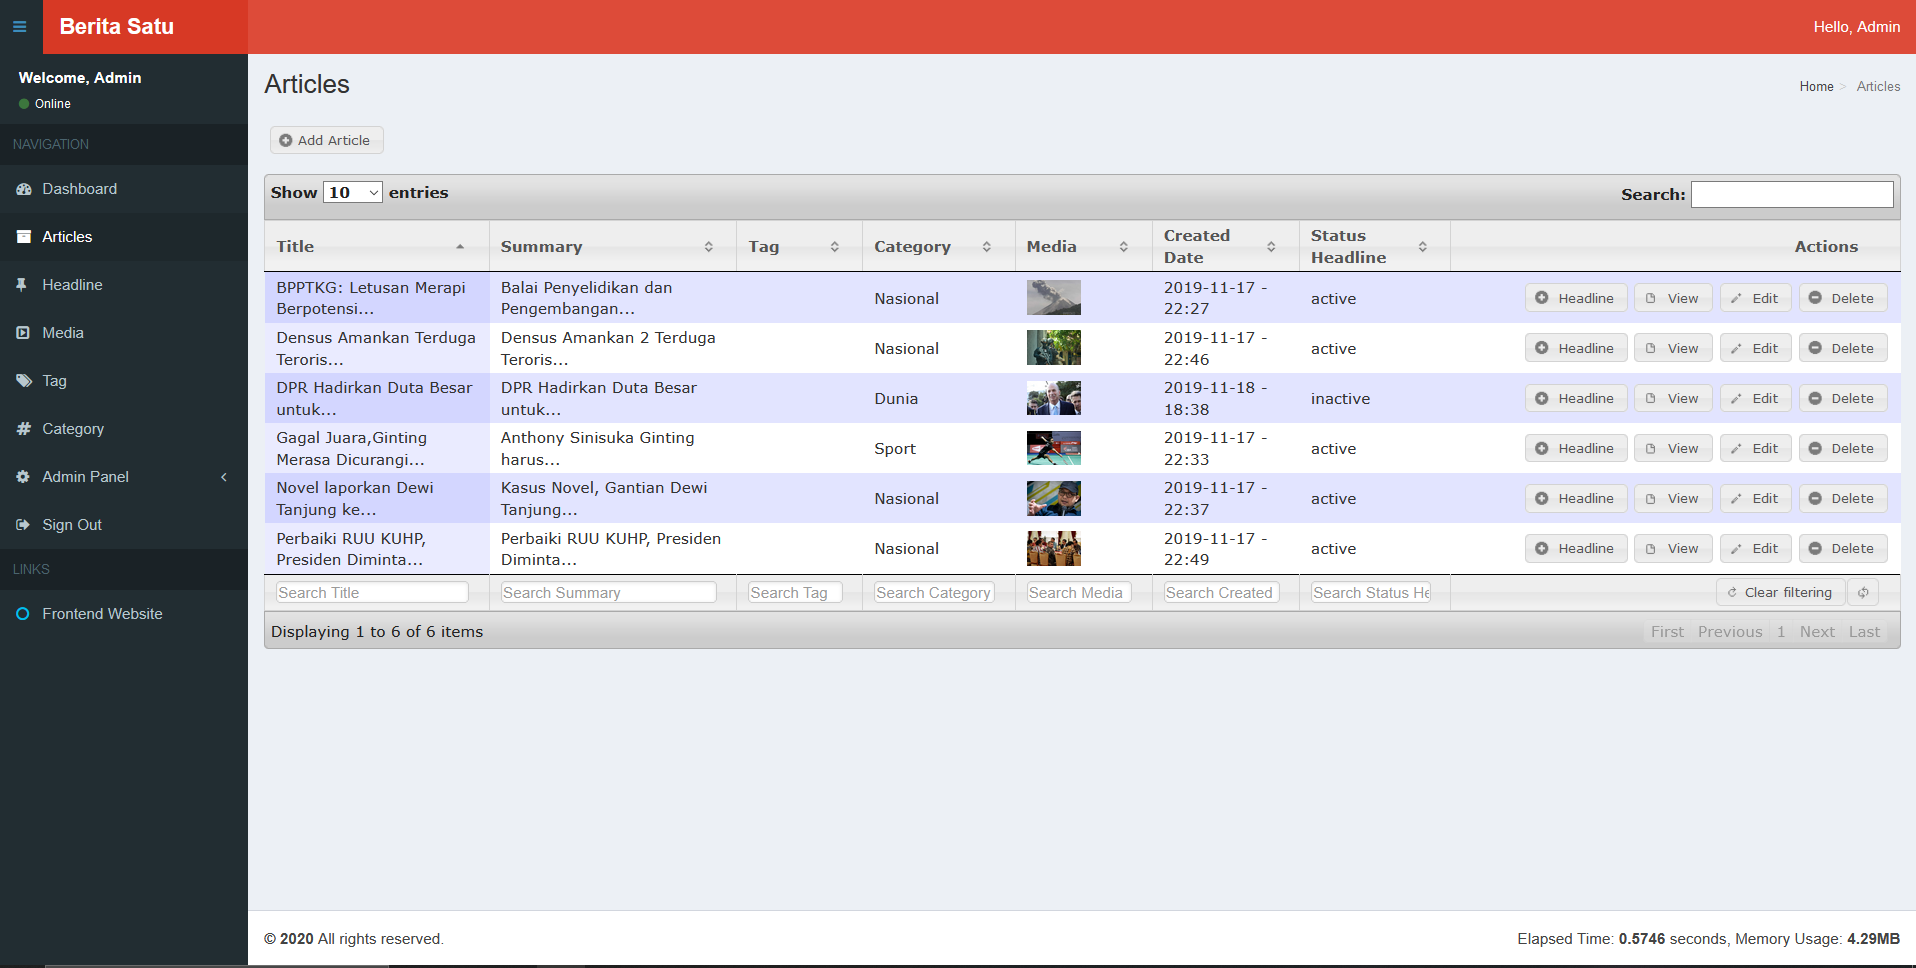 Berita Satu
Hello, Admin
Welcome, Admin
Online
NAVIGATION
Dashboard
Articles
Headline
Media
Tag
Category
Admin Panel
Sign Out
LINKS
Frontend Website
Articles
Home > Articles
Add Article
Show 10 entries
Search:
Title Summary Tag Category Media Created Date Status Headline Actions
BPPTKG: Letusan Merapi Berpotensi... Balai Penyelidikan dan Pengembangan... Nasional 2019-11-17 - 22:27 active Headline View Edit Delete
Densus Amankan Terduga Teroris... Densus Amankan 2 Terduga Teroris... Nasional 2019-11-17 - 22:46 active Headline View Edit Delete
DPR Hadirkan Duta Besar untuk... DPR Hadirkan Duta Besar untuk... Dunia 2019-11-18 - 18:38 inactive Headline View Edit Delete
Gagal Juara,Ginting Merasa Dicurangi... Anthony Sinisuka Ginting harus... Sport 2019-11-17 - 22:33 active Headline View Edit Delete
Novel laporkan Dewi Tanjung ke... Kasus Novel, Gantian Dewi Tanjung... Nasional 2019-11-17 - 22:37 active Headline View Edit Delete
Perbaiki RUU KUHP, Presiden Diminta... Perbaiki RUU KUHP, Presiden Diminta... Nasional 2019-11-17 - 22:49 active Headline View Edit Delete
Search Title Search Summary Search Tag Search Category Search Media Search Created Search Status He Clear filtering
Displaying 1 to 6 of 6 items
First Previous 1 Next Last
© 2020 All rights reserved.
Elapsed Time: 0.5746 seconds, Memory Usage: 4.29MB